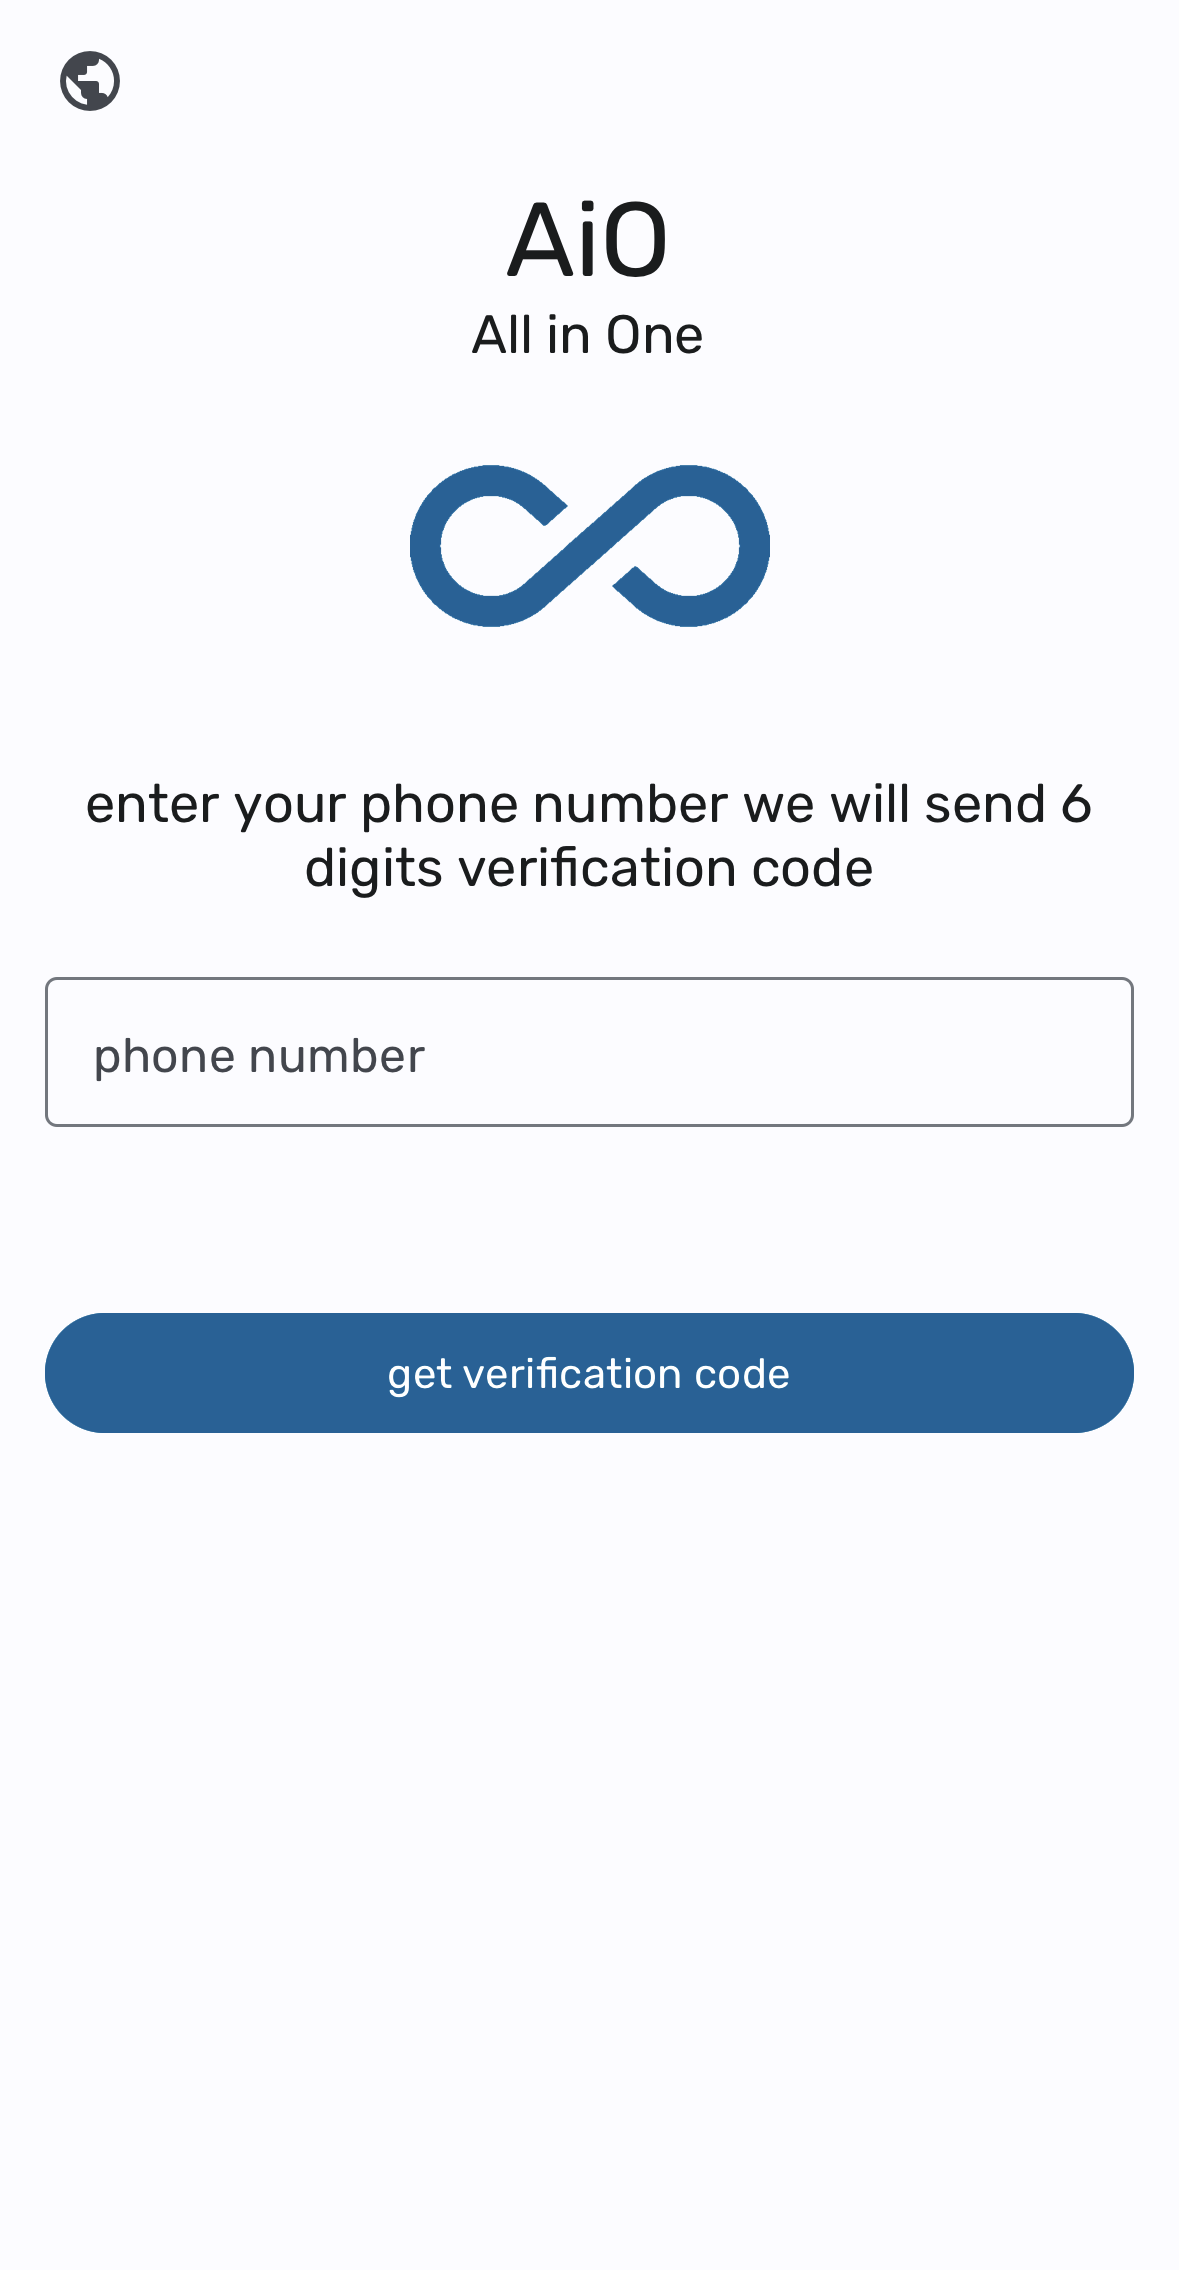 AiO
All in One
enter your phone number we will send 6
digits verification code
phone number
get verification code